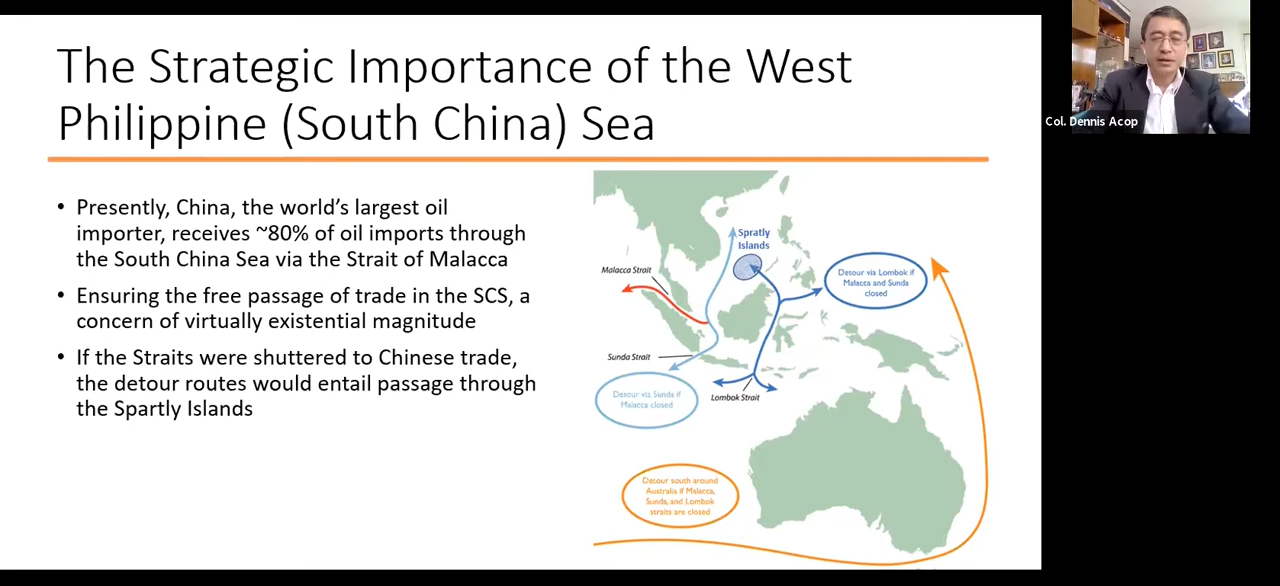 The Strategic Importance of the West
Philippine (South China) Sea
• Presently, China, the world's largest oil
importer, receives ~80% of oil imports through
the South China Sea via the Strait of Malacca
• Ensuring the free passage of trade in the SCS, a
concern of virtually existential magnitude
• If the Straits were shuttered to Chinese trade,
the detour routes would entail passage through
the Spartly Islands
Spratly
Islands
Malacca Strait
Detour via Lombok if
Malacca and Sunda
closed
Sunda Strait
Detour via Sunda if
Malacca closed
Lombok Strait
Detour south around
Australia if Malacca,
Sunda, and Lombok
straits are closed
Col. Dennis Acop